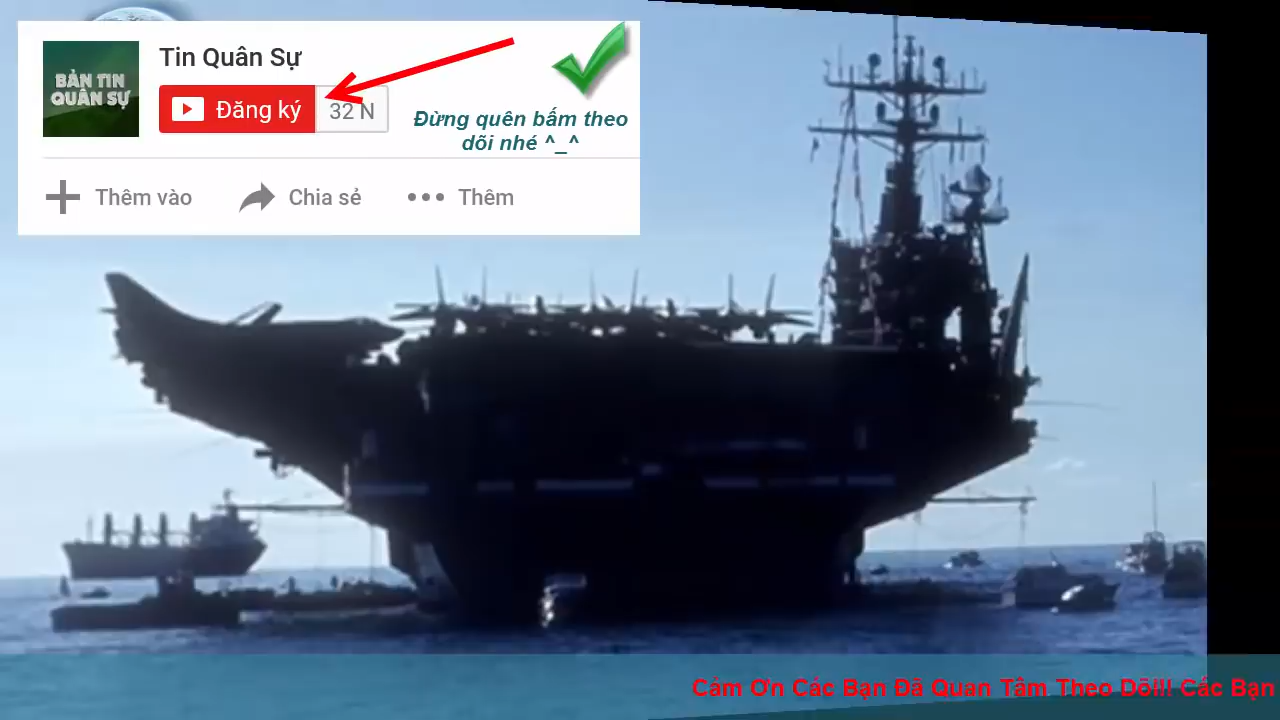 Tin Quân Sự
BẢN TIN
QUÂN SỰ
Đăng ký
32 N
Đừng quên bấm theo
dõi nhé ^_^
Thêm vào
Chia sẻ
Thêm
Cám Ơn Các Bạn Đã Quan Tâm Theo Dõi!! Các Bạn